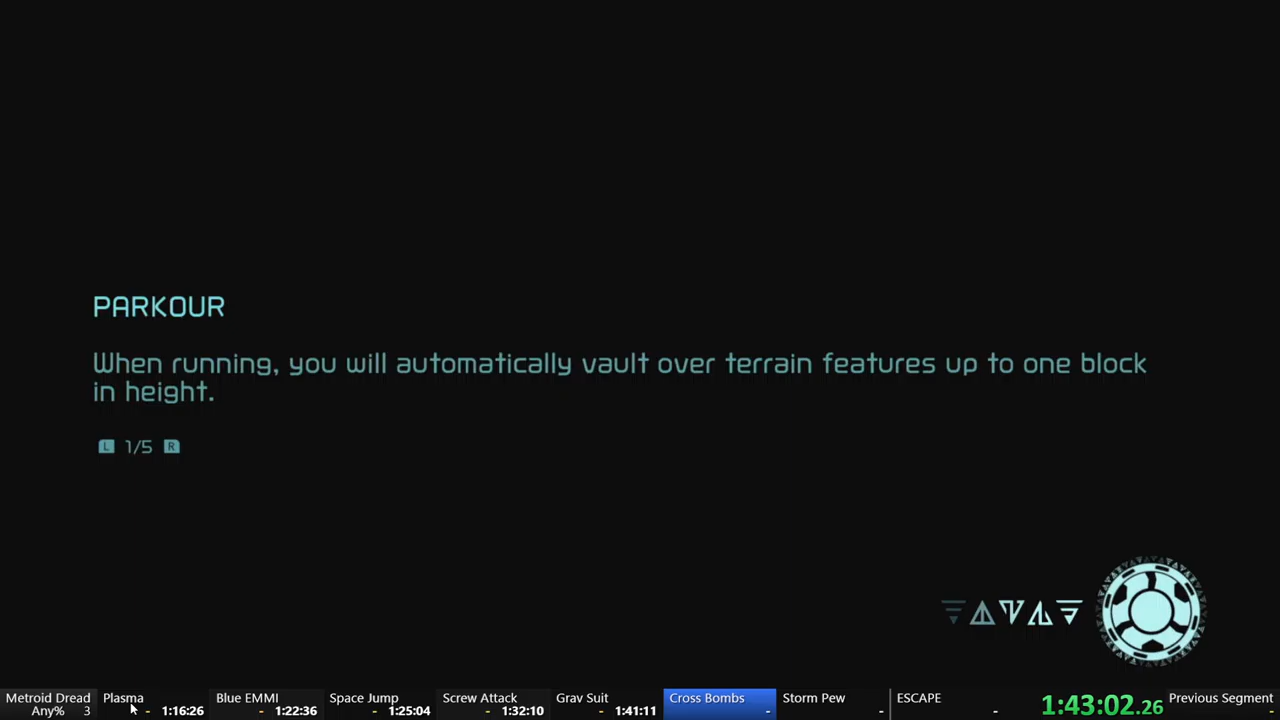 PARKOUR
When running, you will automatically vault over terrain features up to one block
in height.
L 1/5 R
Metroid Dread Plasma Blue EMMI Space Jump Screw Attack Grav Suit Cross Bombs Storm Pew ESCAPE 1:43:02.26 Previous Segment
Any% 3 - 1:16:26 - 1:22:36 - 1:25:04 - 1:32:10 - 1:41:11 - - - -